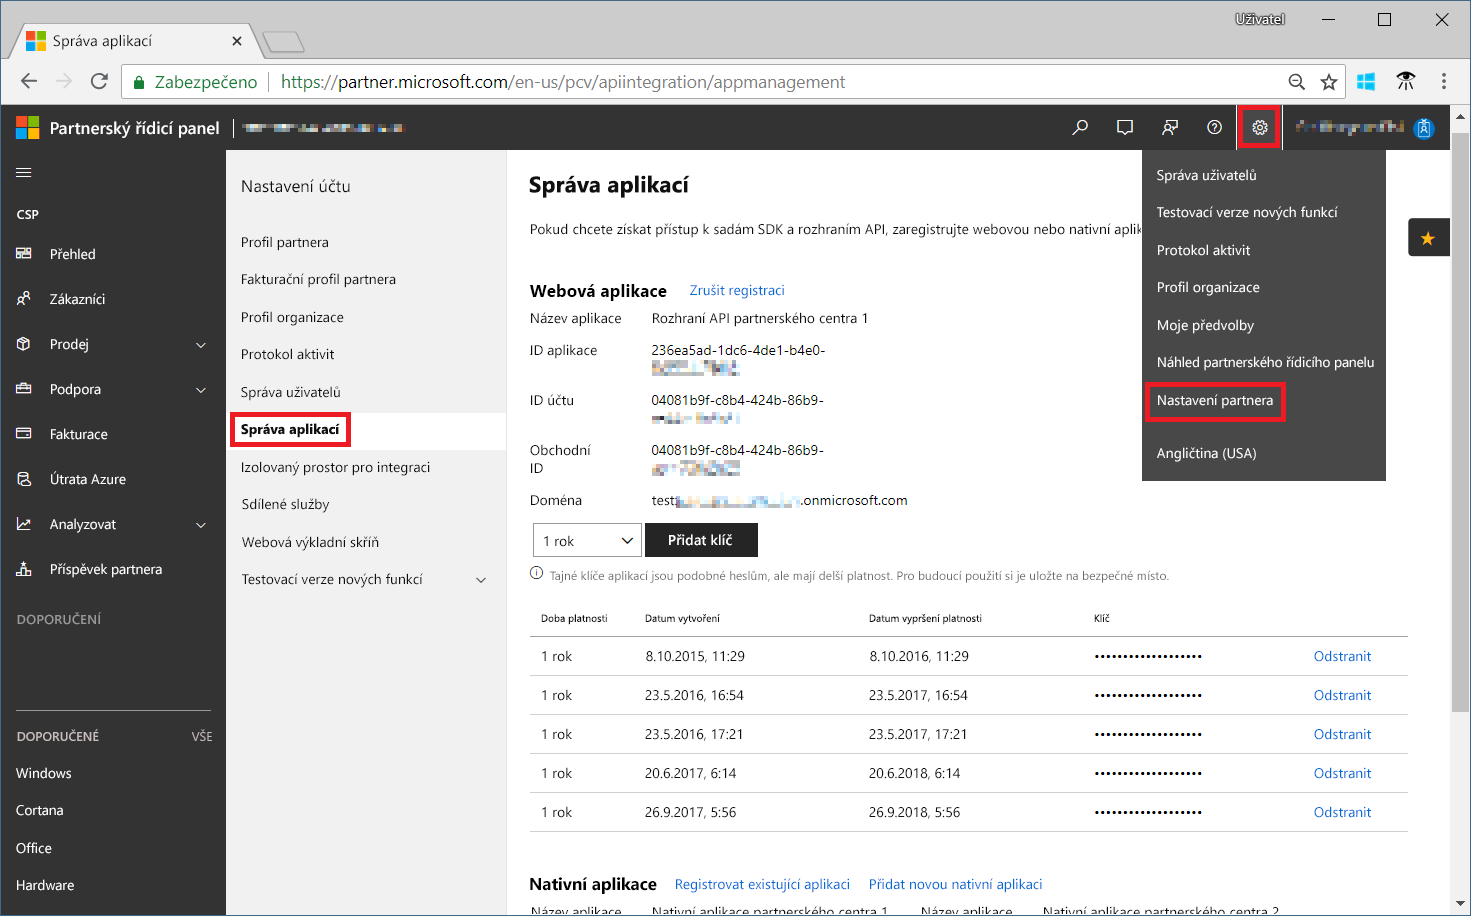 Uživatel
Správa aplikací
Zabezpečeno
https://partner.microsoft.com/en-us/pcv/apiintegration/appmanagement
Partnerský řídicí panel
CSP
Přehled
Zákazníci
Prodej
Podpora
Fakturace
Útrata Azure
Analyzovat
Příspěvek partnera
DOPORUČENÍ
DOPORUČENÉ VŠE
Windows
Cortana
Office
Hardware
Nastavení účtu
Profil partnera
Fakturační profil partnera
Profil organizace
Protokol aktivit
Správa uživatelů
Správa aplikací
Izolovaný prostor pro integraci
Sdílené služby
Webová výkladní skříň
Testovací verze nových funkcí
Správa aplikací
Pokud chcete získat přístup k sadám SDK a rozhraním API, zaregistrujte webovou nebo nativní aplik
Webová aplikace Zrušit registraci
Název aplikace Rozhraní API partnerského centra 1
ID aplikace 236ea5ad-1dc6-4de1-b4e0-
ID účtu 04081b9f-c8b4-424b-86b9-
Obchodní ID 04081b9f-c8b4-424b-86b9-
Doména test .onmicrosoft.com
1 rok Přidat klíč
Tajné klíče aplikací jsou podobné heslům, ale mají delší platnost. Pro budoucí použití si je uložte na bezpečné místo.
Doba platnosti Datum vytvoření Datum vypršení platnosti Klíč
1 rok 8.10.2015, 11:29 8.10.2016, 11:29 ••••••••••••••••••• Odstranit
1 rok 23.5.2016, 16:54 23.5.2017, 16:54 ••••••••••••••••••• Odstranit
1 rok 23.5.2016, 17:21 23.5.2017, 17:21 ••••••••••••••••••• Odstranit
1 rok 20.6.2017, 6:14 20.6.2018, 6:14 ••••••••••••••••••• Odstranit
1 rok 26.9.2017, 5:56 26.9.2018, 5:56 ••••••••••••••••••• Odstranit
Nativní aplikace Registrovat existující aplikaci Přidat novou nativní aplikaci
Název aplikace Nativní aplikace partnerského centra 1 Název aplikace Nativní aplikace partnerského centra 2
Správa uživatelů
Testovací verze nových funkcí
Protokol aktivit
Profil organizace
Moje předvolby
Náhled partnerského řídicího panelu
Nastavení partnera
Angličtina (USA)